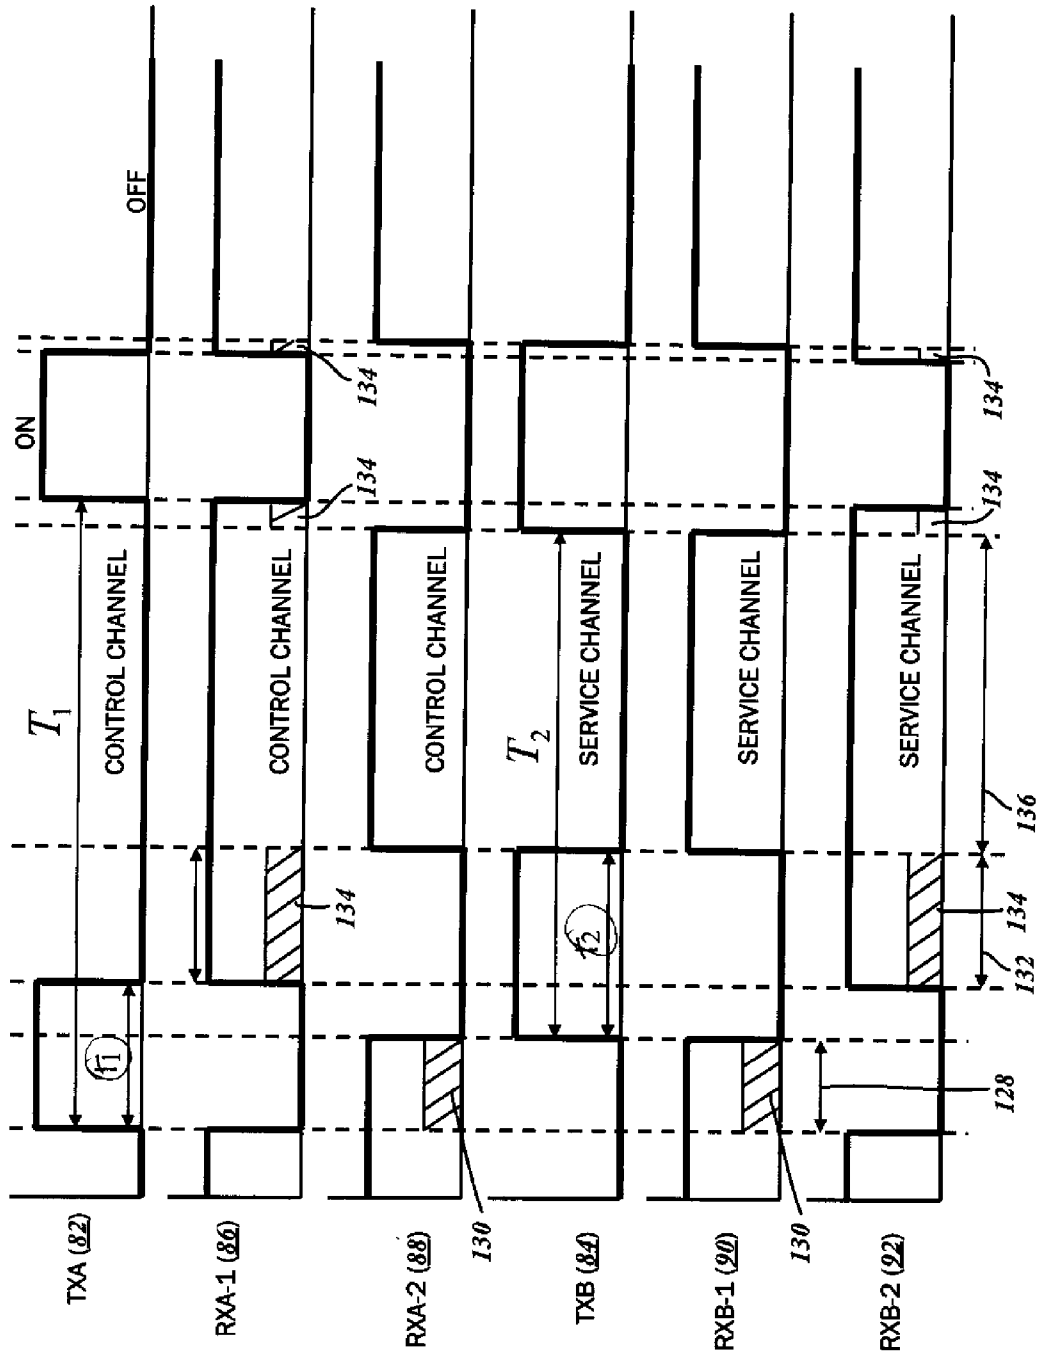 ON
OFF
TXA (82)
t1
T1
CONTROL CHANNEL
RXA-1 (86)
134
CONTROL CHANNEL
134
134
RXA-2 (88)
130
CONTROL CHANNEL
TXB (84)
t2
T2
SERVICE CHANNEL
RXB-1 (90)
130
SERVICE CHANNEL
RXB-2 (92)
128
132
134
136
SERVICE CHANNEL
134
134